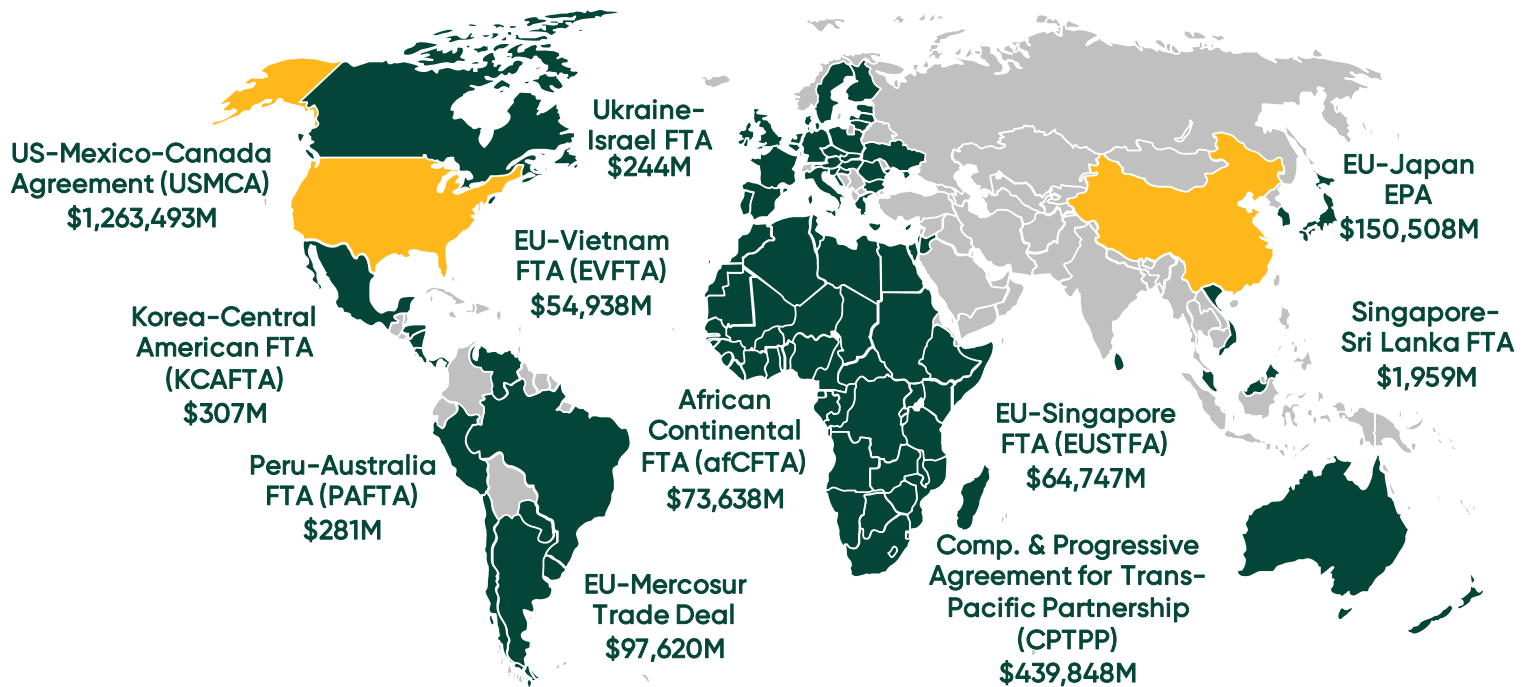 US-Mexico-Canada
Agreement (USMCA)
$1,263,493M
Ukraine-
Israel FTA
$244M
EU-Japan
EPA
$150,508M
EU-Vietnam
FTA (EVFTA)
$54,938M
Korea-Central
American FTA
(KCAFTA)
$307M
Singapore-
Sri Lanka FTA
$1,959M
African
Continental
FTA (afCFTA)
$73,638M
EU-Singapore
FTA (EUSTFA)
$64,747M
Peru-Australia
FTA (PAFTA)
$281M
EU-Mercosur
Trade Deal
$97,620M
Comp. & Progressive
Agreement for Trans-
Pacific Partnership
(CPTPP)
$439,848M